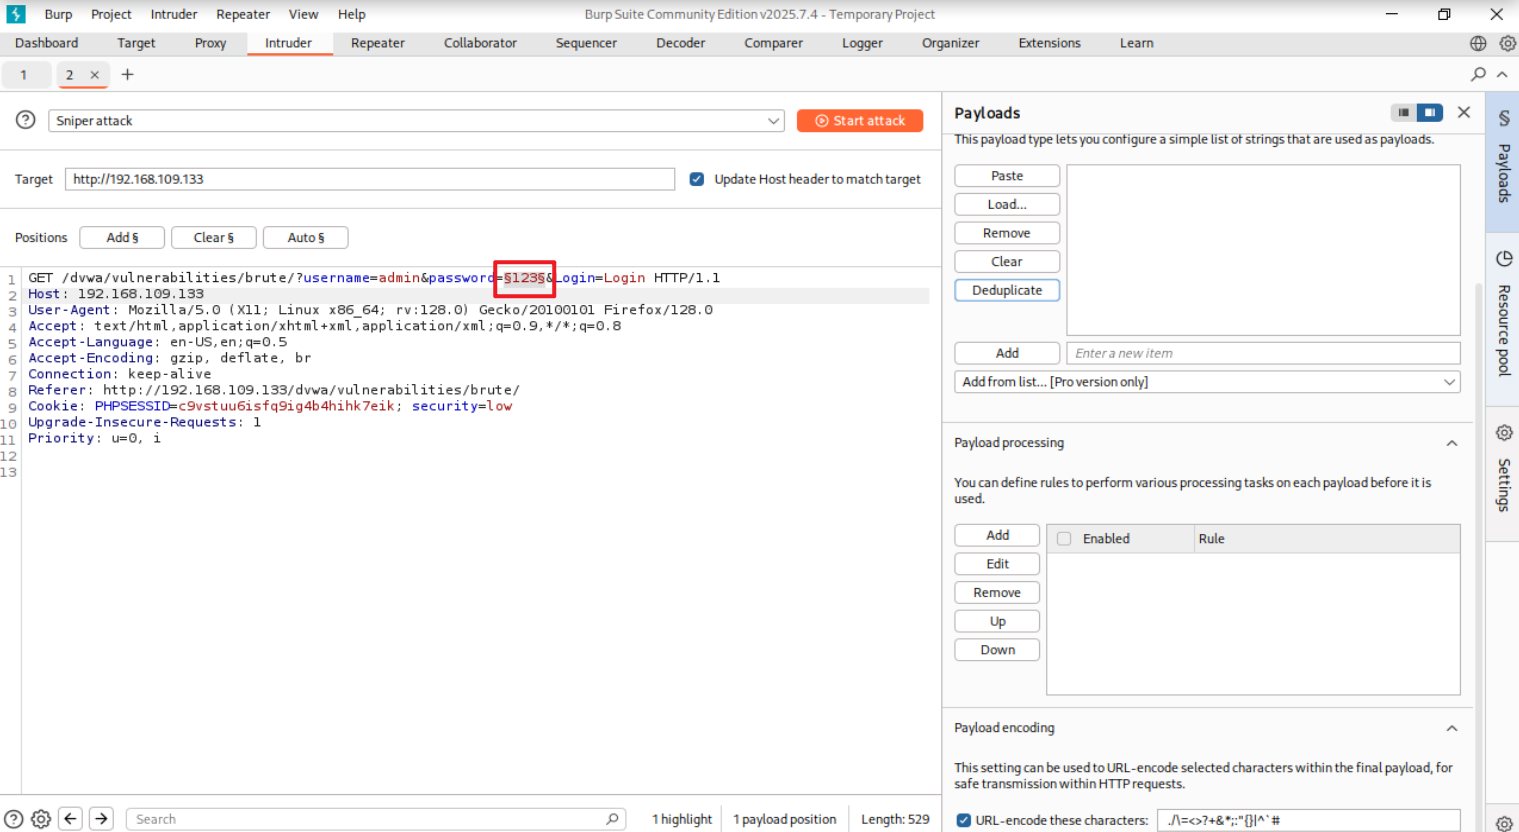 Burp Project Intruder Repeater View Help
Burp Suite Community Edition v2025.7.4 - Temporary Project
Dashboard Target Proxy Intruder Repeater Collaborator Sequencer Decoder Comparer Logger Organizer Extensions Learn
1 2 × +
Sniper attack
Start attack
Target http://192.168.109.133
Update Host header to match target
Positions Add § Clear § Auto §
1 GET /dvwa/vulnerabilities/brute/?username=admin&password=§123§&Login=Login HTTP/1.1
2 Host: 192.168.109.133
3 User-Agent: Mozilla/5.0 (X11; Linux x86_64; rv:128.0) Gecko/20100101 Firefox/128.0
4 Accept: text/html,application/xhtml+xml,application/xml;q=0.9,*/*;q=0.8
5 Accept-Language: en-US,en;q=0.5
6 Accept-Encoding: gzip, deflate, br
7 Connection: keep-alive
8 Referer: http://192.168.109.133/dvwa/vulnerabilities/brute/
9 Cookie: PHPSESSID=c9vstuu6isfq9ig4b4hihk7eik; security=low
10 Upgrade-Insecure-Requests: 1
11 Priority: u=0, i
12
13
Search
1 highlight
1 payload position
Length: 529
Payloads
This payload type lets you configure a simple list of strings that are used as payloads.
Paste
Load...
Remove
Clear
Deduplicate
Add Enter a new item
Add from list... [Pro version only]
Payload processing
You can define rules to perform various processing tasks on each payload before it is
used.
Add
Enabled Rule
Edit
Remove
Up
Down
Payload encoding
This setting can be used to URL-encode selected characters within the final payload, for
safe transmission within HTTP requests.
URL-encode these characters: ./\=<>?+&*;:"{}|^`#
§ Payloads
Resource pool
Settings